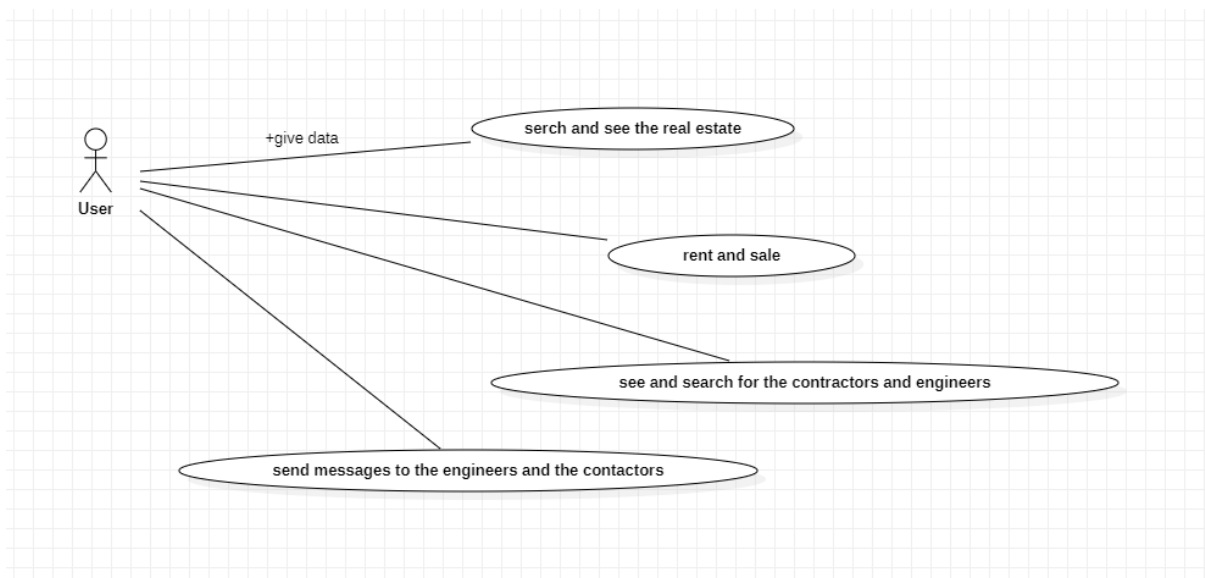 serch and see the real estate
+give data
User
rent and sale
see and search for the contractors and engineers
send messages to the engineers and the contactors